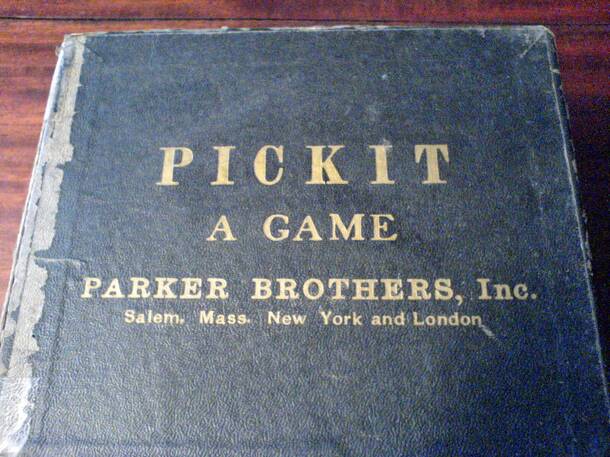 PICKIT
A GAME
PARKER BROTHERS, Inc.
Salem. Mass. New York and London